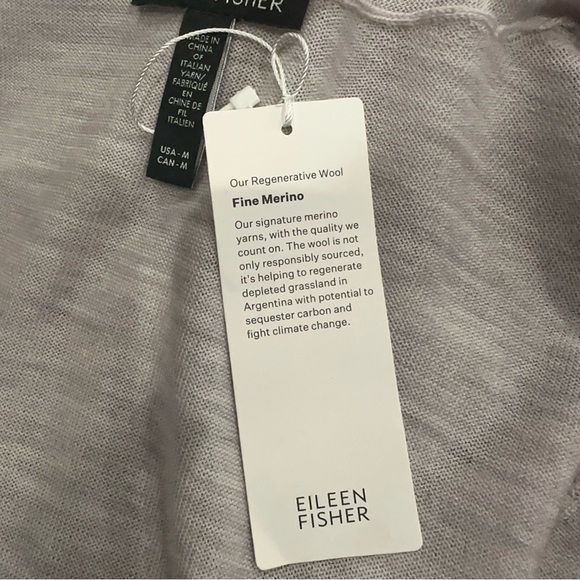 FISHER
MADE IN
CHINA
OF
ITALIAN
YARN/
FABRIQUÉ
EN
CHINE DE
FIL
ITALIEN
USA - M
CAN - M
Our Regenerative Wool
Fine Merino
Our signature merino
yarns, with the quality we
count on. The wool is not
only responsibly sourced,
it's helping to regenerate
depleted grassland in
Argentina with potential to
sequester carbon and
fight climate change.
EILEEN
FISHER